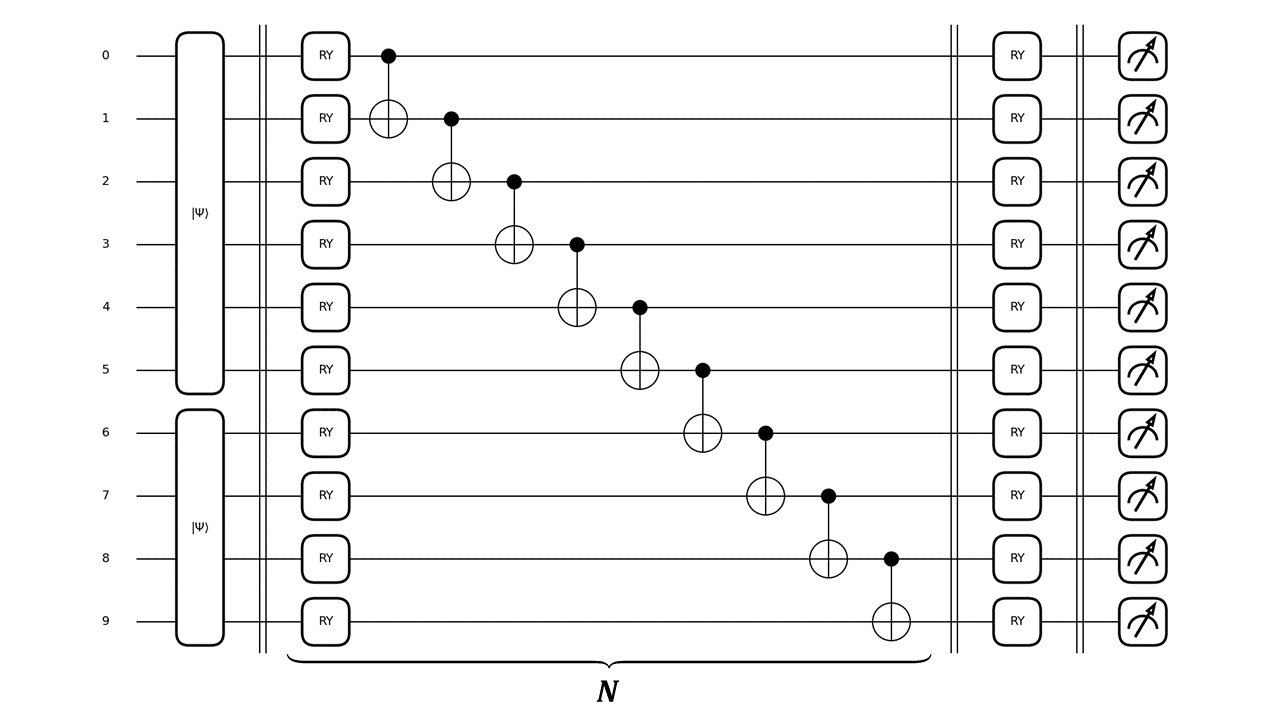 0 RY RY
1 RY RY
2 RY RY
|Ψ⟩
3 RY RY
4 RY RY
5 RY RY
6 RY RY
7 RY RY
|Ψ⟩
8 RY RY
9 RY RY
N